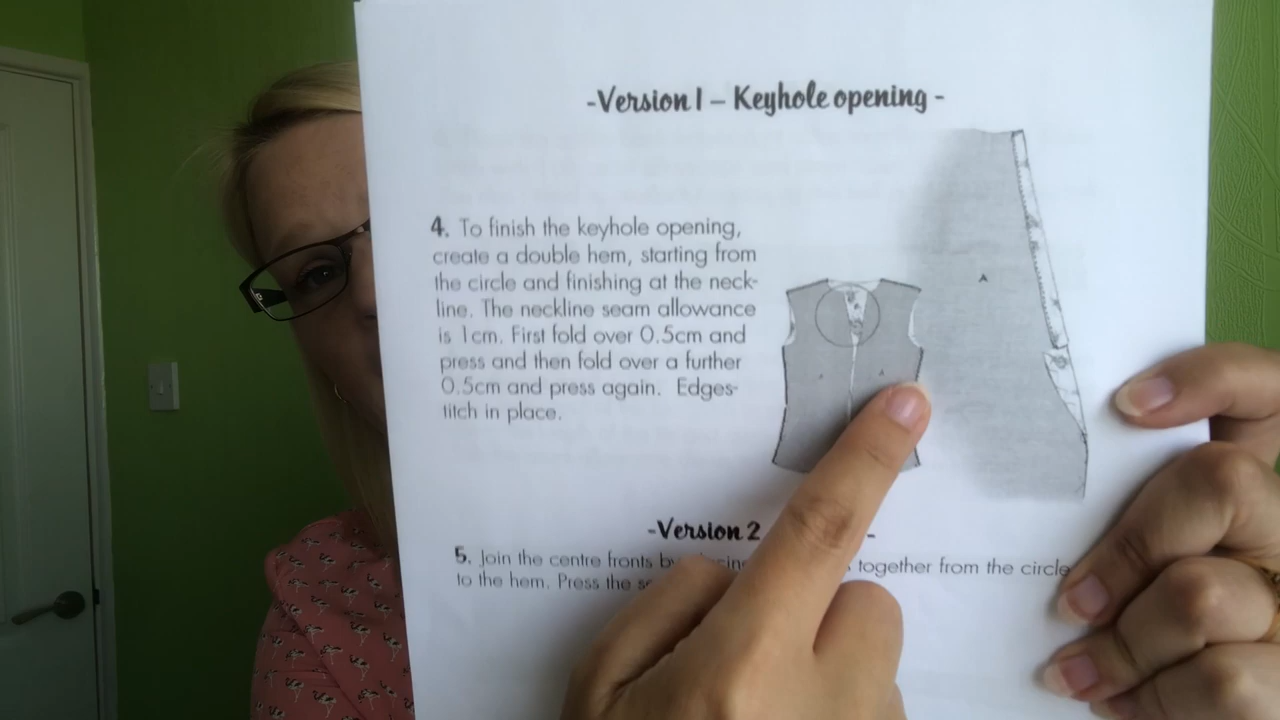 -Version 1 – Keyhole opening -
4. To finish the keyhole opening,
create a double hem, starting from
the circle and finishing at the neck-
line. The neckline seam allowance
is 1cm. First fold over 0.5cm and
press and then fold over a further
0.5cm and press again. Edges-
titch in place.
A
-Version 2 -
5. Join the centre fronts by together from the circle
to the hem. Press the